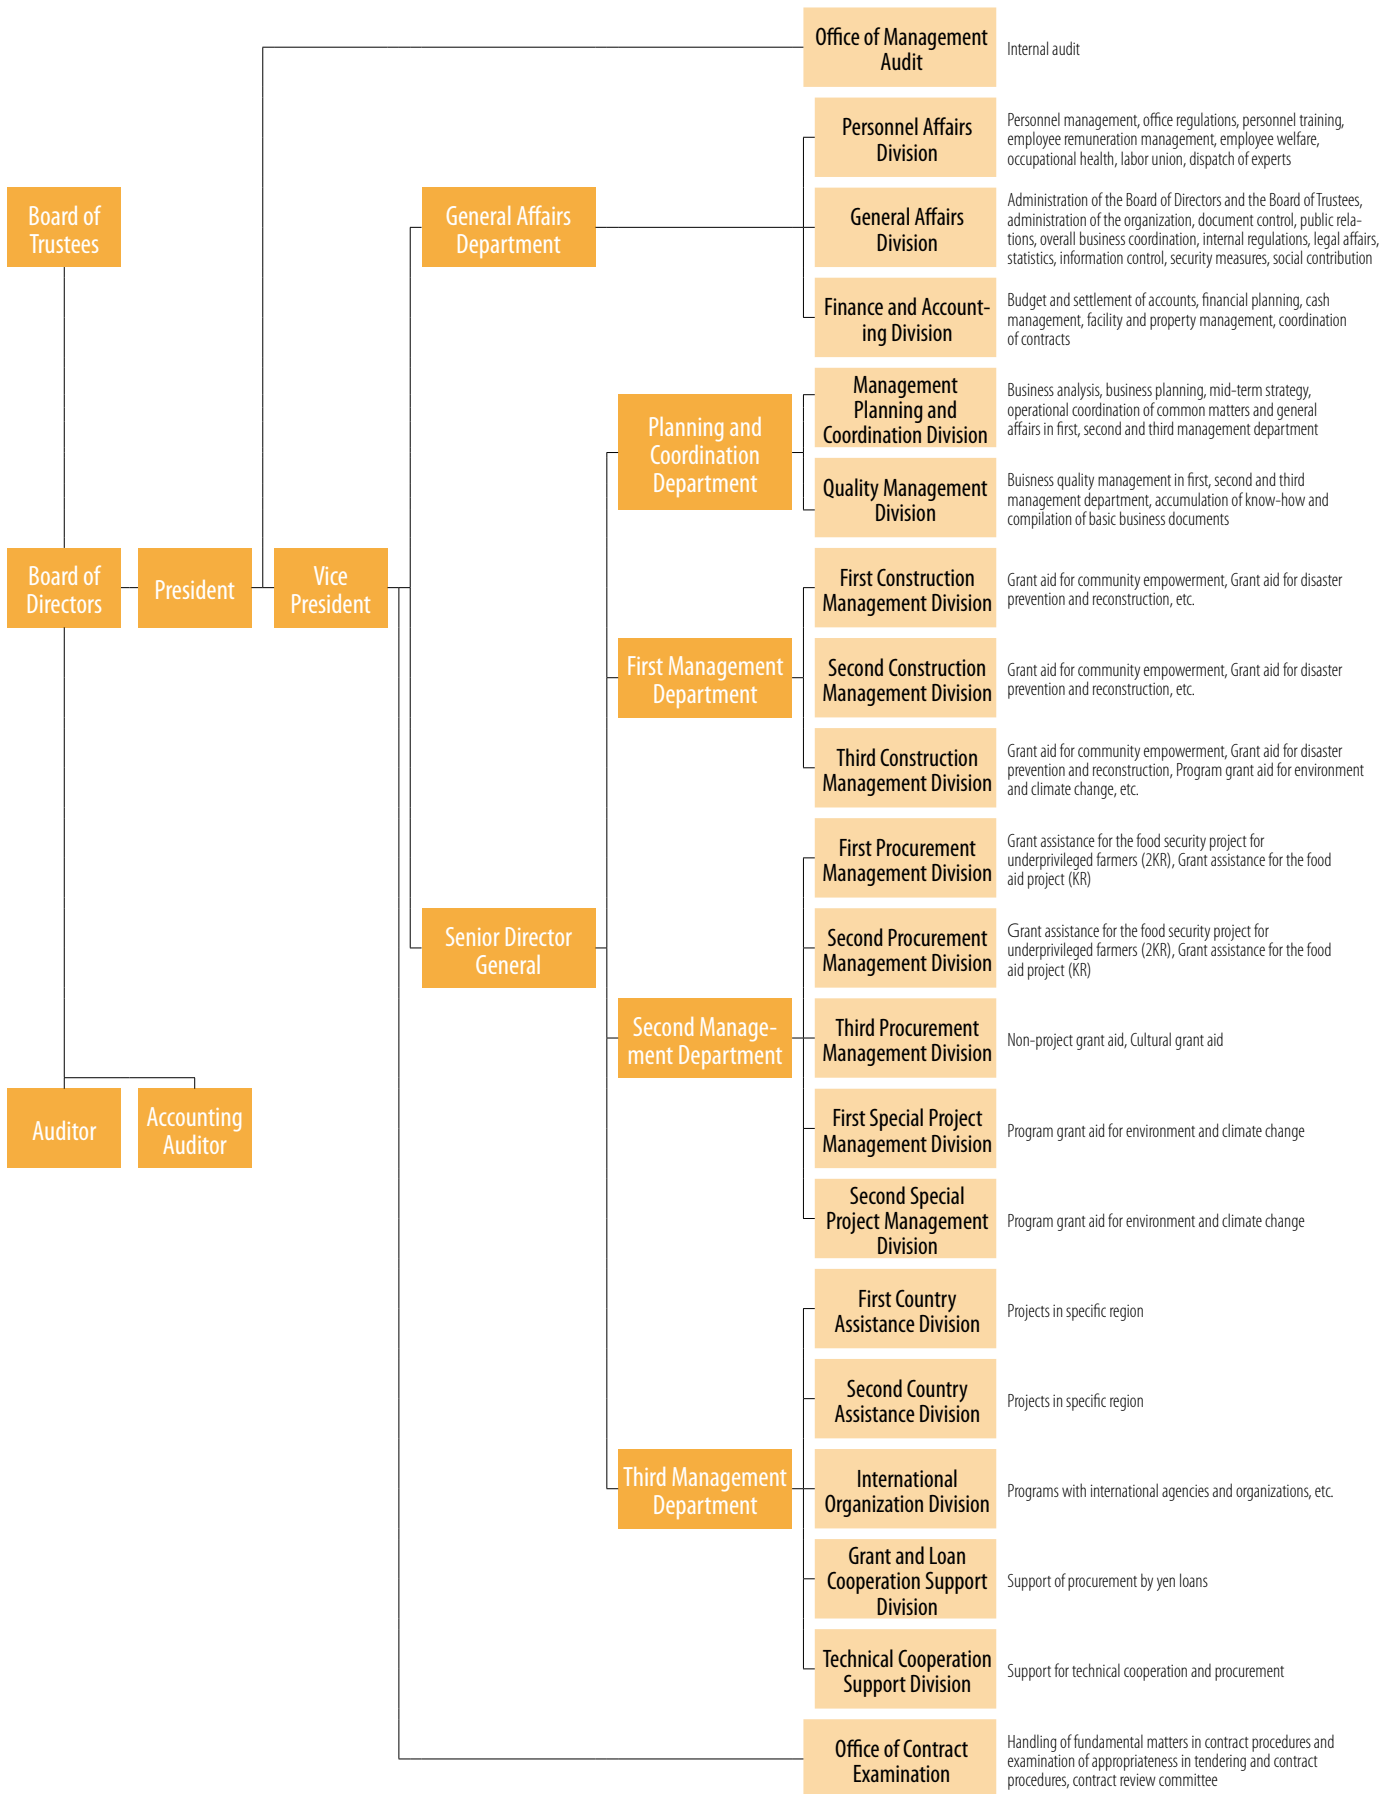 Office of Management
Audit
Internal audit
Personnel Affairs
Division
Personnel management, office regulations, personnel training,
employee remuneration management, employee welfare,
occupational health, labor union, dispatch of experts
Board of
Trustees
General Affairs
Department
General Affairs
Division
Administration of the Board of Directors and the Board of Trustees,
administration of the organization, document control, public rela-
tions, overall business coordination, internal regulations, legal affairs,
statistics, information control, security measures, social contribution
Finance and Account-
ing Division
Budget and settlement of accounts, financial planning, cash
management, facility and property management, coordination
of contracts
Planning and
Coordination
Department
Management
Planning and
Coordination Division
Business analysis, business planning, mid-term strategy,
operational coordination of common matters and general
affairs in first, second and third management department
Quality Management
Division
Buisness quality management in first, second and third
management department, accumulation of know-how and
compilation of basic business documents
Board of
Directors
President
Vice
President
First Construction
Management Division
Grant aid for community empowerment, Grant aid for disaster
prevention and reconstruction, etc.
First Management
Department
Second Construction
Management Division
Grant aid for community empowerment, Grant aid for disaster
prevention and reconstruction, etc.
Third Construction
Management Division
Grant aid for community empowerment, Grant aid for disaster
prevention and reconstruction, Program grant aid for environment
and climate change, etc.
First Procurement
Management Division
Grant assistance for the food security project for
underprivileged farmers (2KR), Grant assistance for the food
aid project (KR)
Senior Director
General
Second Procurement
Management Division
Grant assistance for the food security project for
underprivileged farmers (2KR), Grant assistance for the food
aid project (KR)
Second Manage-
ment Department
Third Procurement
Management Division
Non-project grant aid, Cultural grant aid
Auditor
Accounting
Auditor
First Special Project
Management Division
Program grant aid for environment and climate change
Second Special
Project Management
Division
Program grant aid for environment and climate change
First Country
Assistance Division
Projects in specific region
Second Country
Assistance Division
Projects in specific region
Third Management
Department
International
Organization Division
Programs with international agencies and organizations, etc.
Grant and Loan
Cooperation Support
Division
Support of procurement by yen loans
Technical Cooperation
Support Division
Support for technical cooperation and procurement
Office of Contract
Examination
Handling of fundamental matters in contract procedures and
examination of appropriateness in tendering and contract
procedures, contract review committee